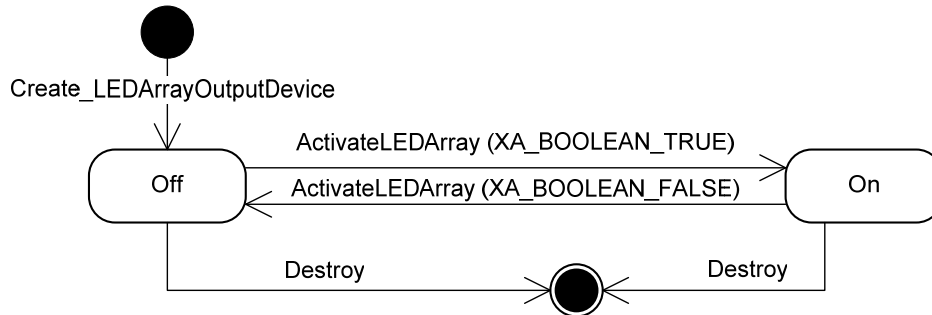 Create_LEDArrayOutputDevice
ActivateLEDArray (XA_BOOLEAN_TRUE)
Off
ActivateLEDArray (XA_BOOLEAN_FALSE)
On
Destroy
Destroy